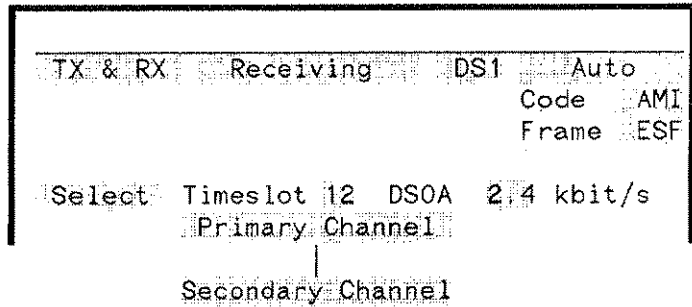 TX & RX Receiving DS1 Auto
Code AMI
Frame ESF
Select Timeslot 12 DS0A 2.4 kbit/s
Primary Channel
Secondary Channel